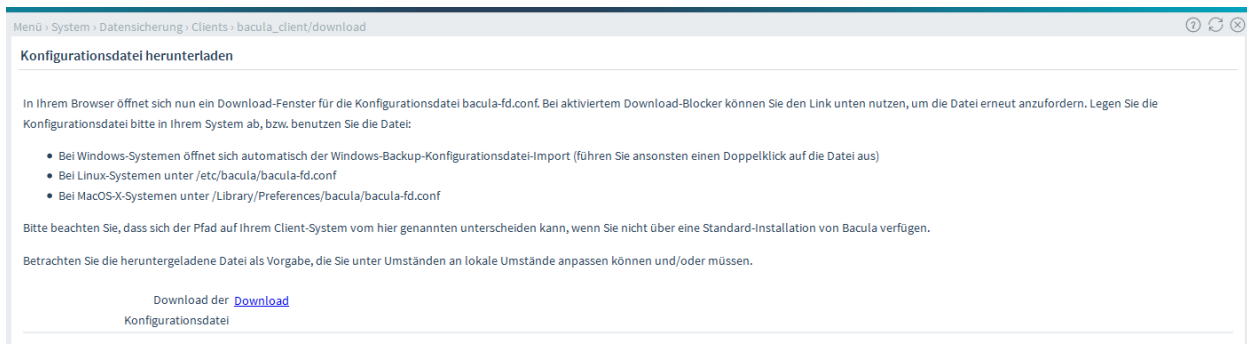 Menü › System › Datensicherung › Clients › bacula_client/download
Konfigurationsdatei herunterladen
In Ihrem Browser öffnet sich nun ein Download-Fenster für die Konfigurationsdatei bacula-fd.conf. Bei aktiviertem Download-Blocker können Sie den Link unten nutzen, um die Datei erneut anzufordern. Legen Sie die
Konfigurationsdatei bitte in Ihrem System ab, bzw. benutzen Sie die Datei:
• Bei Windows-Systemen öffnet sich automatisch der Windows-Backup-Konfigurationsdatei-Import (führen Sie ansonsten einen Doppelklick auf die Datei aus)
• Bei Linux-Systemen unter /etc/bacula/bacula-fd.conf
• Bei MacOS-X-Systemen unter /Library/Preferences/bacula/bacula-fd.conf
Bitte beachten Sie, dass sich der Pfad auf Ihrem Client-System vom hier genannten unterscheiden kann, wenn Sie nicht über eine Standard-Installation von Bacula verfügen.
Betrachten Sie die heruntergeladene Datei als Vorgabe, die Sie unter Umständen an lokale Umstände anpassen können und/oder müssen.
Download der Download
Konfigurationsdatei